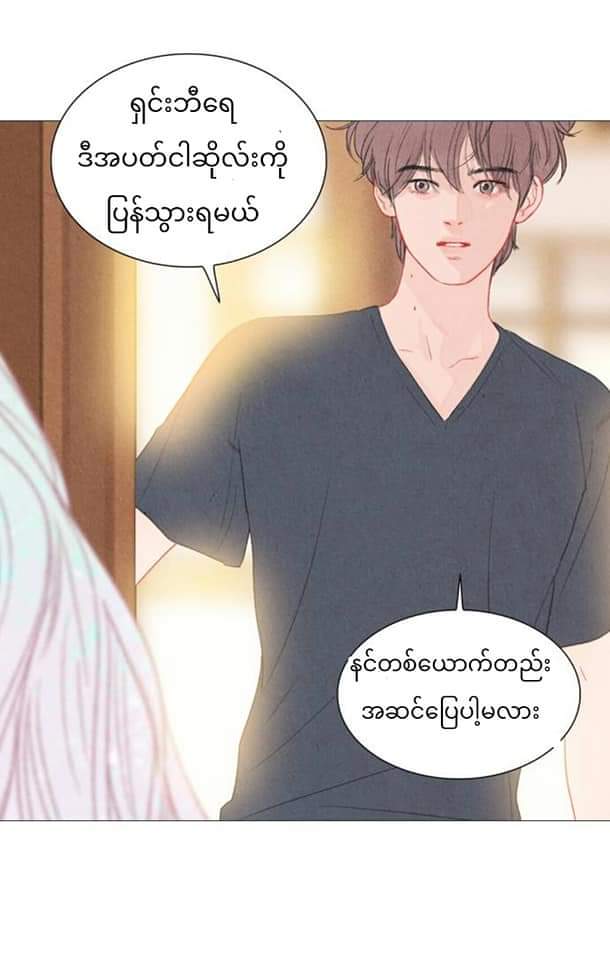 ရှင်းဘီရေ
ဒီအပတ်ငါဆိုလ်းကို
ပြန်သွားရမယ်
နင်တစ်ယောက်တည်း
အဆင်ပြေပါ့မလား